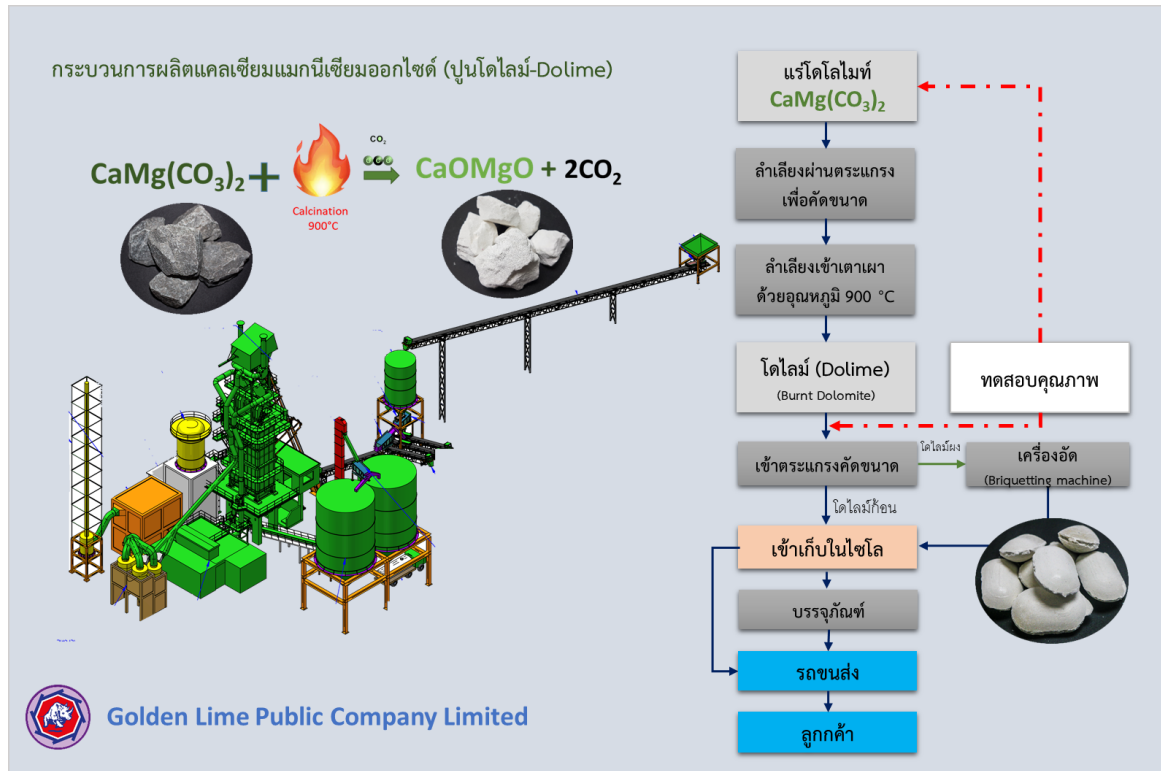 กระบวนการผลิตแคลเซียมแมกนีเซียมออกไซด์ (ปูนโดไลม์-Dolime)
CaMg(CO₃)₂ +
Calcination
900°C
CO₂
CaOMgO + 2CO₂
แร่โดโลไมท์
CaMg(CO₃)₂
ลำเลียงผ่านตระแกรง
เพื่อคัดขนาด
ลำเลียงเข้าเตาเผา
ด้วยอุณหภูมิ 900 °C
โดไลม์ (Dolime)
(Burnt Dolomite)
ทดสอบคุณภาพ
เข้าตระแกรงคัดขนาด
โดไลม์ผง
เครื่องอัด
(Briquetting machine)
โดไลม์ก้อน
เข้าเก็บในไซโล
บรรจุภัณฑ์
รถขนส่ง
ลูกกค้า
Golden Lime Public Company Limited